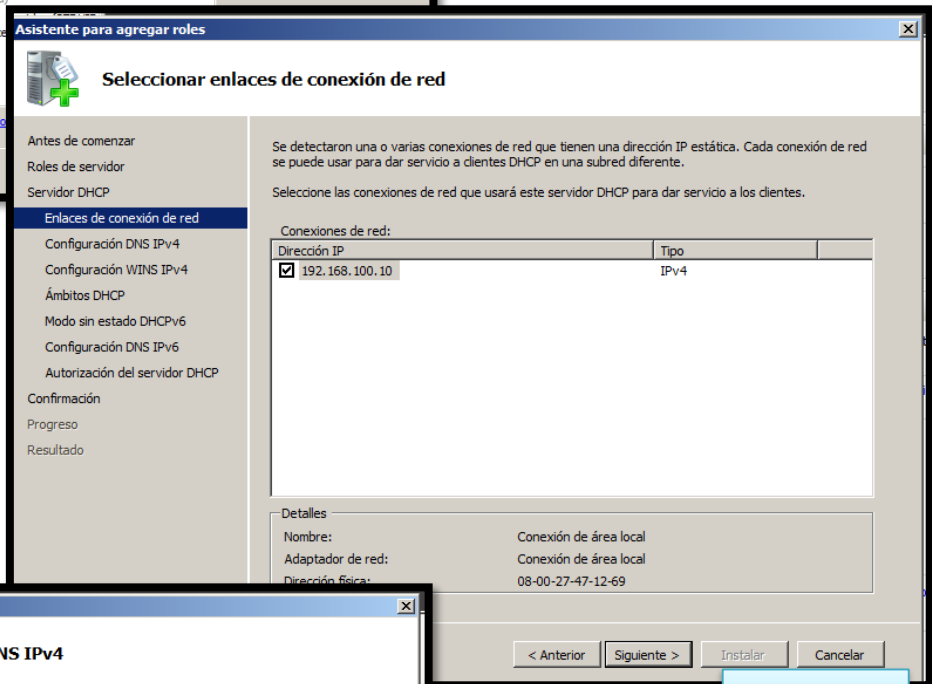 Asistente para agregar roles
Seleccionar enlaces de conexión de red
Antes de comenzar
Roles de servidor
Servidor DHCP
Enlaces de conexión de red
Configuración DNS IPv4
Configuración WINS IPv4
Ámbitos DHCP
Modo sin estado DHCPv6
Configuración DNS IPv6
Autorización del servidor DHCP
Confirmación
Progreso
Resultado
Se detectaron una o varias conexiones de red que tienen una dirección IP estática. Cada conexión de red
se puede usar para dar servicio a clientes DHCP en una subred diferente.
Seleccione las conexiones de red que usará este servidor DHCP para dar servicio a los clientes.
Conexiones de red:
Dirección IP Tipo
192.168.100.10 IPv4
Detalles
Nombre: Conexión de área local
Adaptador de red: Conexión de área local
Dirección física: 08-00-27-47-12-69
< Anterior Siguiente > Instalar Cancelar
IPv4